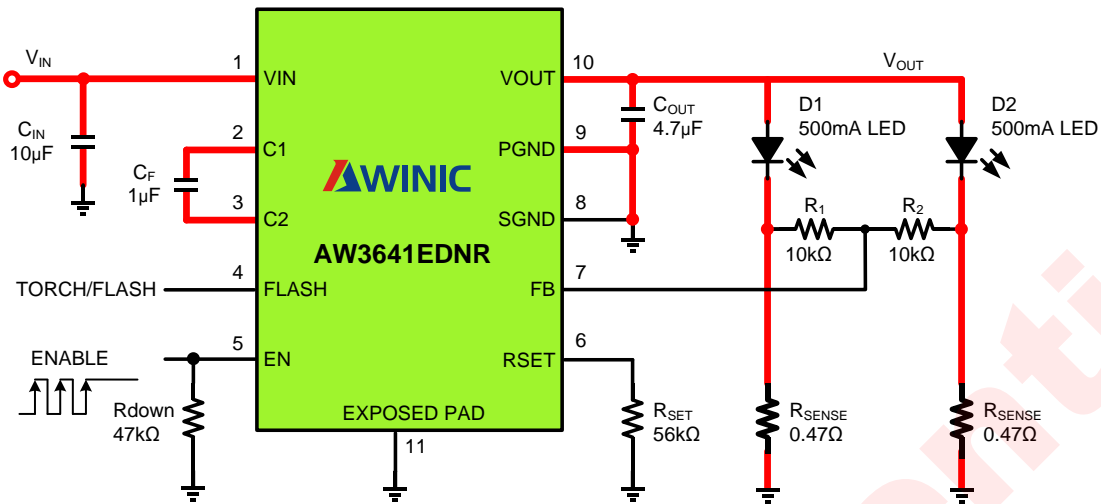 VIN
1
VIN
CIN
10µF
2
C1
CF
1µF
3
C2
TORCH/FLASH
4
FLASH
ENABLE
5
EN
Rdown
47kΩ
AWINIC
AW3641EDNR
EXPOSED PAD
11
VOUT
10
VOUT
COUT
4.7µF
PGND
9
SGND
8
FB
7
RSET
6
RSET
56kΩ
D1
500mA LED
D2
500mA LED
R1
10kΩ
R2
10kΩ
RSENSE
0.47Ω
RSENSE
0.47Ω